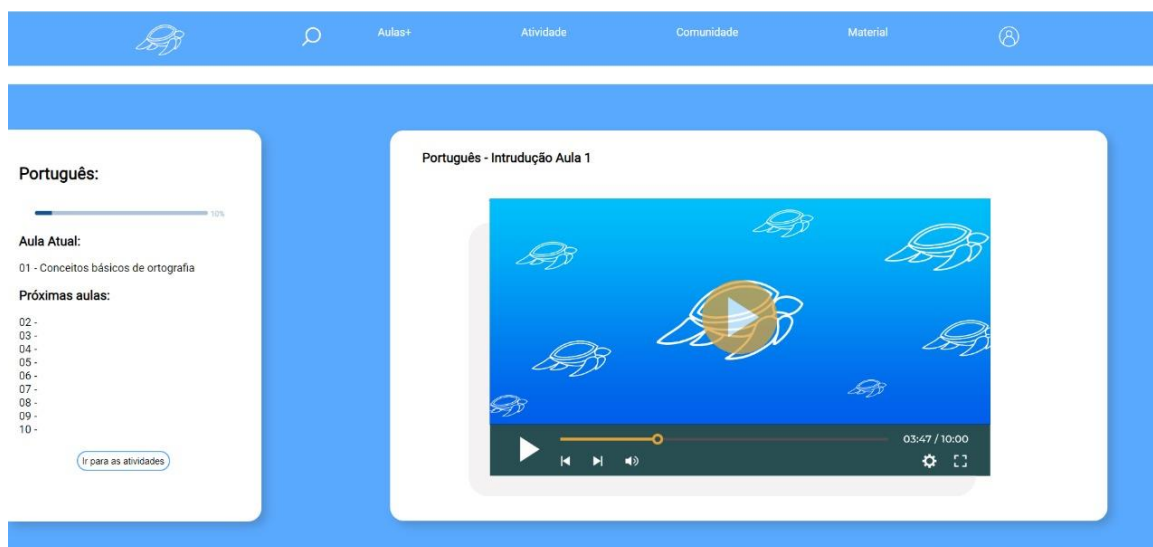 Aulas+ Atividade Comunidade Material
Português:
10%
Aula Atual:
01 - Conceitos básicos de ortografia
Próximas aulas:
02 -
03 -
04 -
05 -
06 -
07 -
08 -
09 -
10 -
Ir para as atividades
Português - Intrudução Aula 1
03:47 / 10:00